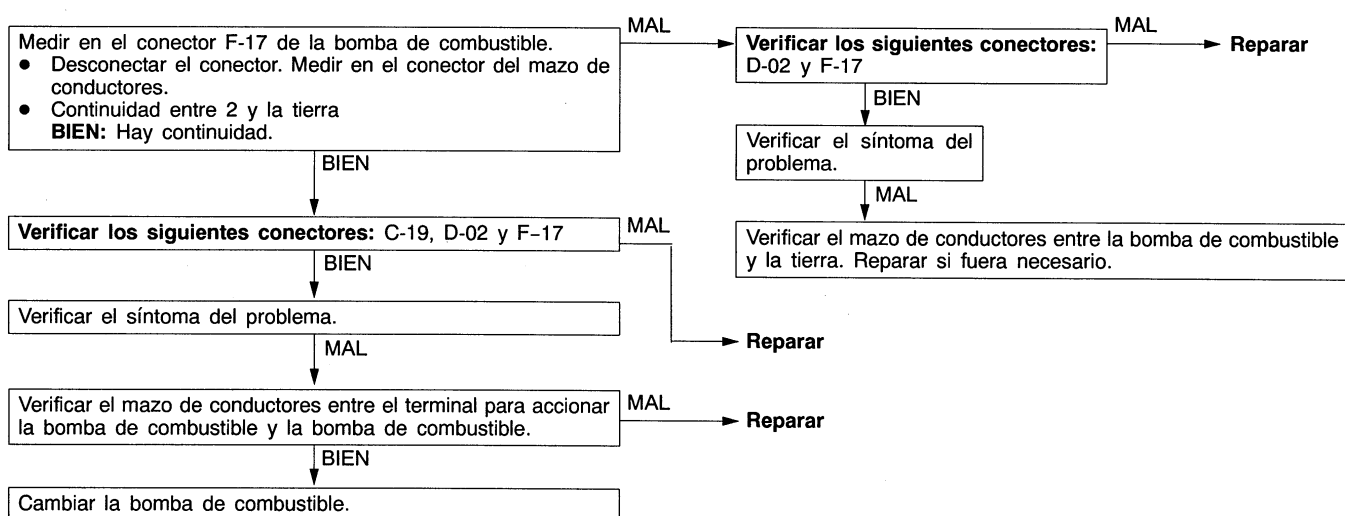 Medir en el conector F-17 de la bomba de combustible.
● Desconectar el conector. Medir en el conector del mazo de
conductores.
● Continuidad entre 2 y la tierra
BIEN: Hay continuidad.
MAL
Verificar los siguientes conectores:
D-02 y F-17
MAL
Reparar
BIEN
Verificar el síntoma del
problema.
MAL
Verificar el mazo de conductores entre la bomba de combustible
y la tierra. Reparar si fuera necesario.
BIEN
Verificar los siguientes conectores: C-19, D-02 y F-17
MAL
Reparar
BIEN
Verificar el síntoma del problema.
MAL
Verificar el mazo de conductores entre el terminal para accionar
la bomba de combustible y la bomba de combustible.
MAL
Reparar
BIEN
Cambiar la bomba de combustible.